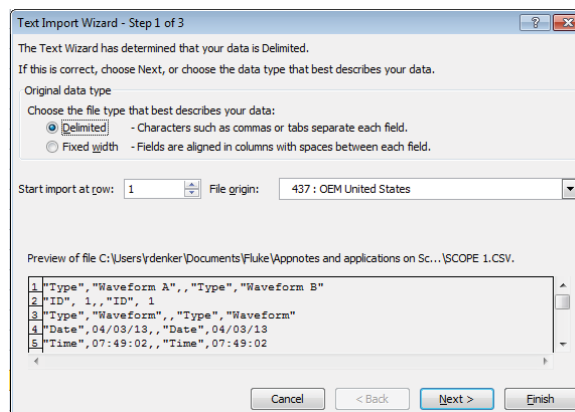 Text Import Wizard - Step 1 of 3
The Text Wizard has determined that your data is Delimited.
If this is correct, choose Next, or choose the data type that best describes your data.
Original data type
Choose the file type that best describes your data:
Delimited - Characters such as commas or tabs separate each field.
Fixed width - Fields are aligned in columns with spaces between each field.
Start import at row: 1 File origin: 437 : OEM United States
Preview of file C:\Users\rdenker\Documents\Fluke\Appnotes and applications on Sc...\SCOPE 1.CSV.
1 "Type","Waveform A",,"Type","Waveform B"
2 "ID", 1,,"ID", 1
3 "Type","Waveform",,"Type","Waveform"
4 "Date",04/03/13,,"Date",04/03/13
5 "Time",07:49:02,,"Time",07:49:02
Cancel < Back Next > Finish